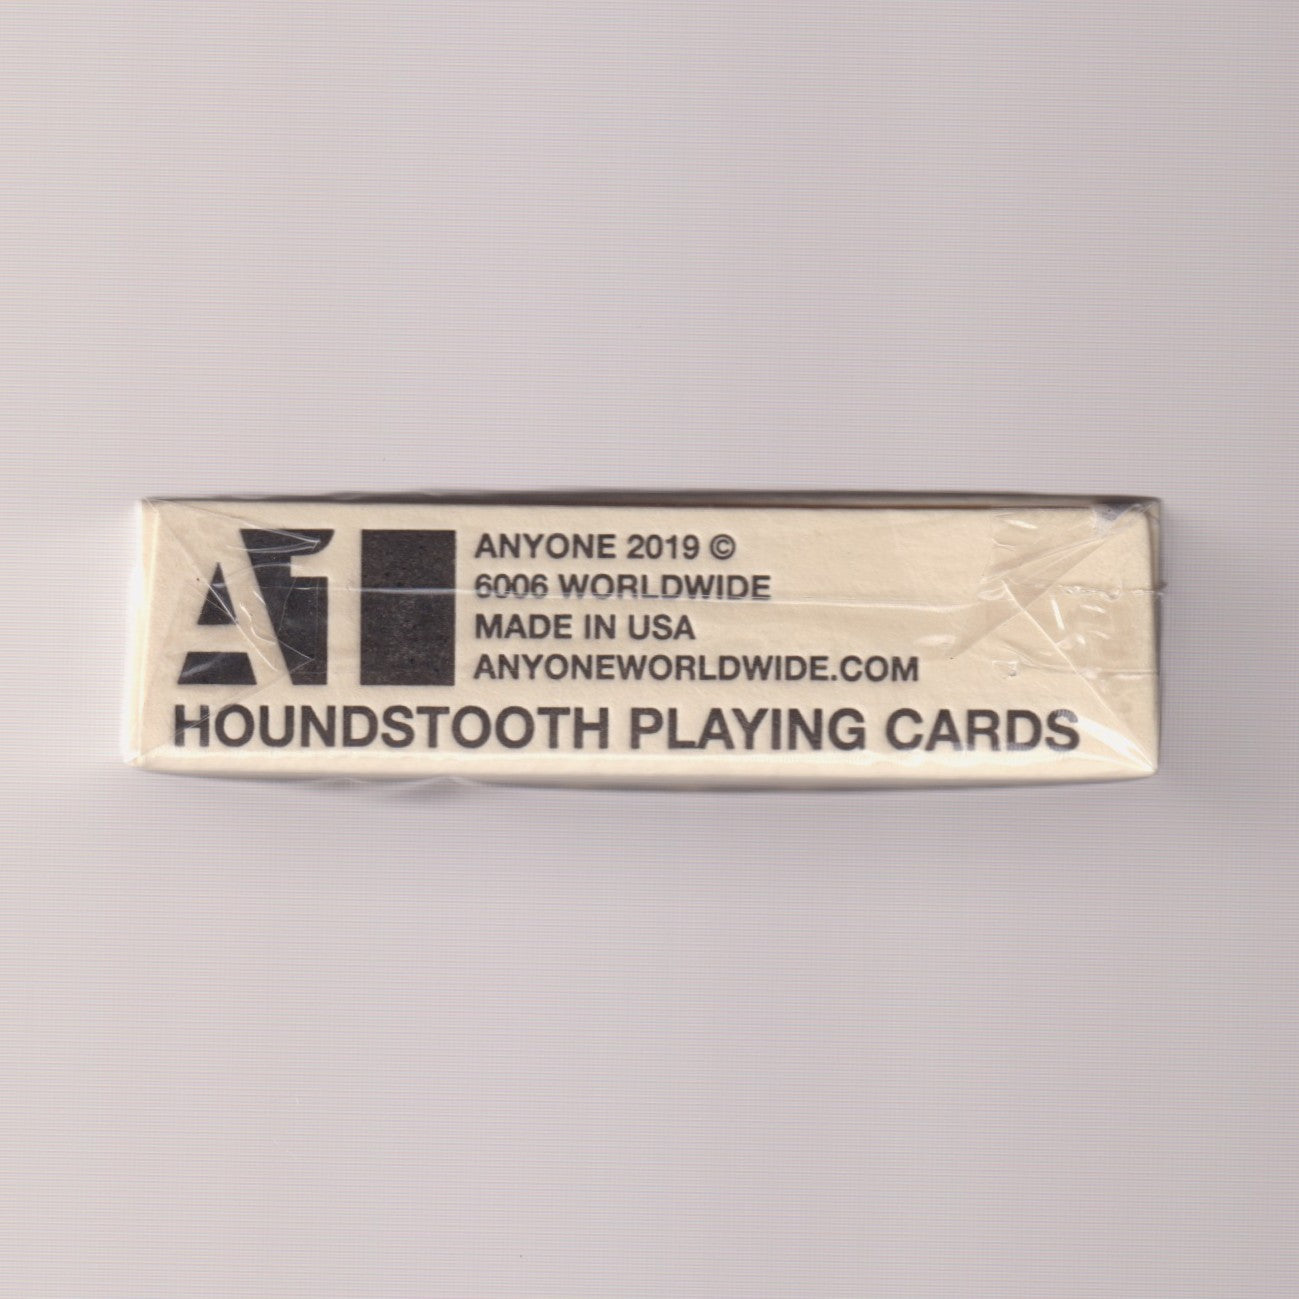 A1
ANYONE 2019 ©
6006 WORLDWIDE
MADE IN USA
ANYONEWORLDWIDE.COM
HOUNDSTOOTH PLAYING CARDS